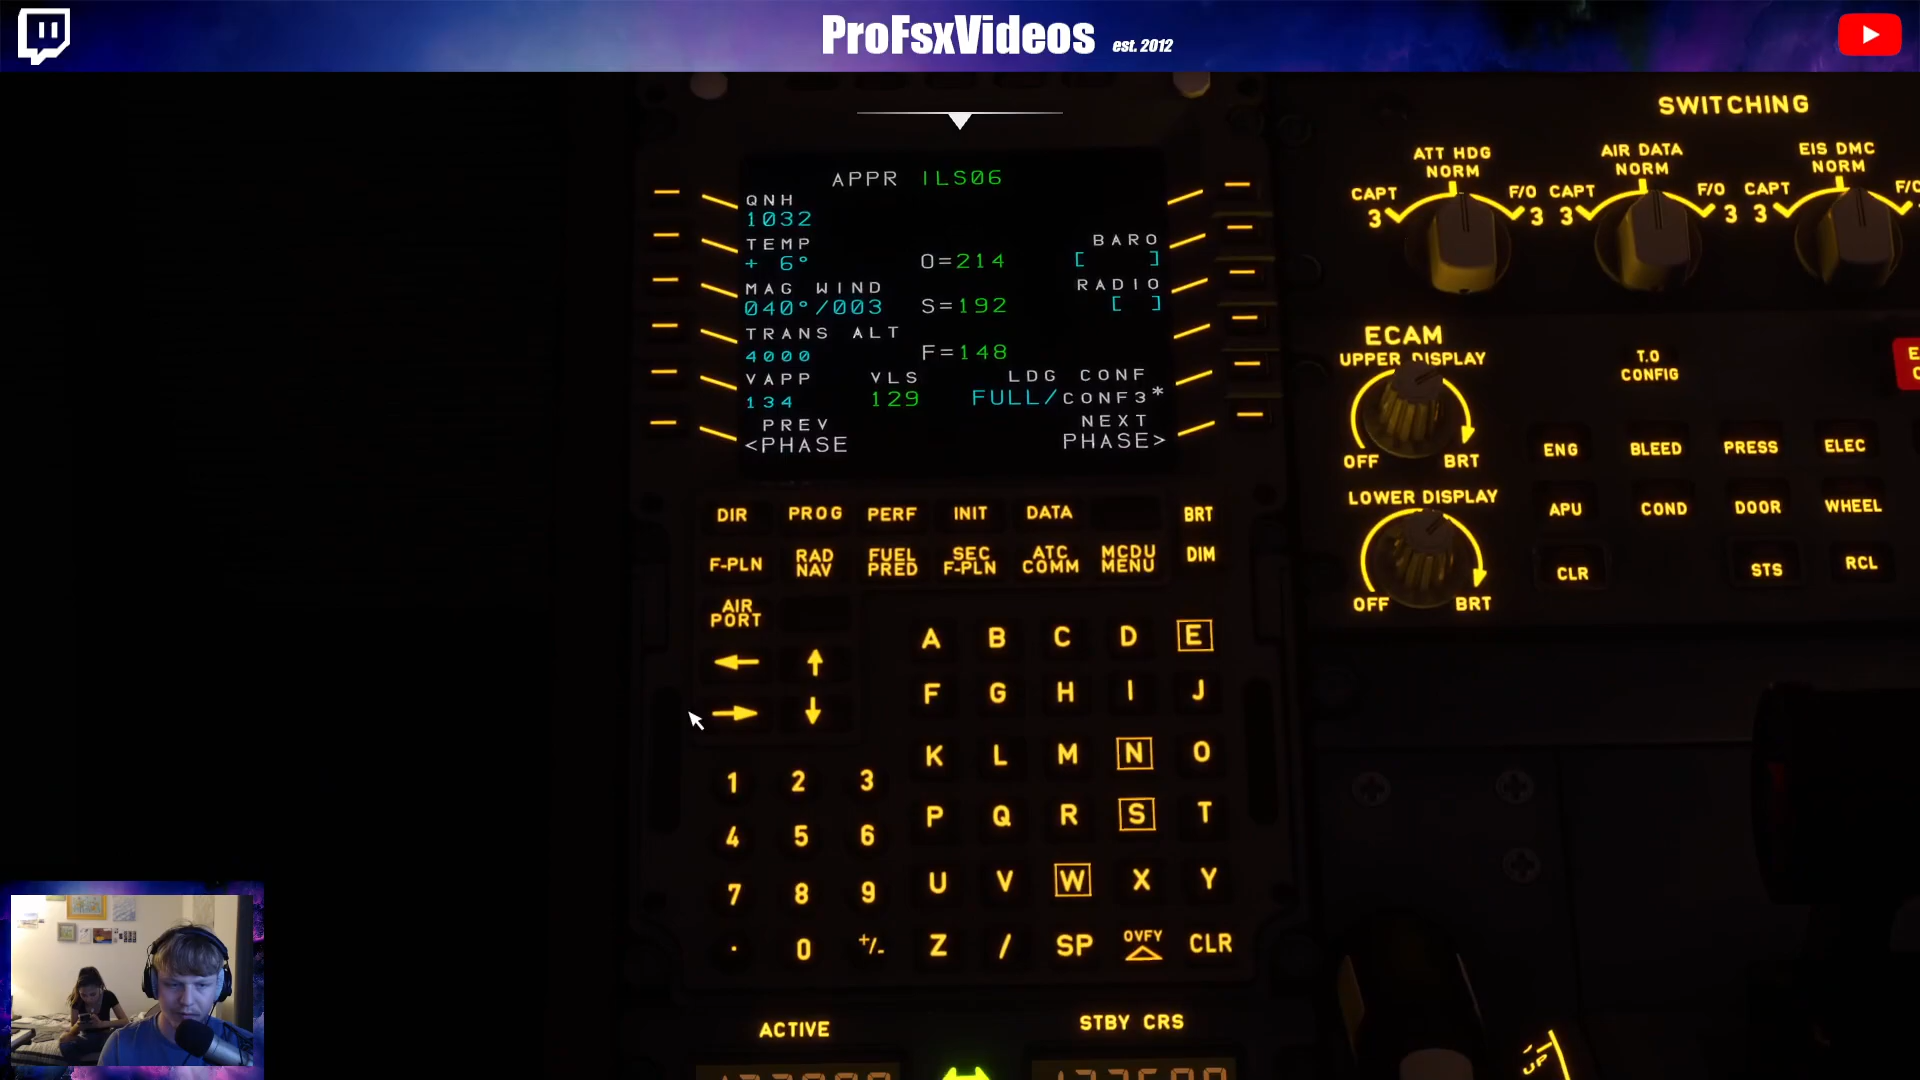 ProFsxVideos est. 2012
SWITCHING
ATT HDG
NORM
CAPT
3
F/O
3
AIR DATA
NORM
CAPT
3
F/O
3
EIS DMC
NORM
CAPT
3
APPR ILS06
QNH
1032
TEMP
+ 6°
O=214
BARO
[ ]
MAG WIND
040°/003
S=192
RADIO
[ ]
TRANS ALT
4000
F=148
VAPP VLS LDG CONF
134 129 FULL/CONF3*
PREV NEXT
<PHASE PHASE>
ECAM
UPPER DISPLAY
OFF BRT
LOWER DISPLAY
OFF BRT
T.O
CONFIG
ENG BLEED PRESS ELEC
APU COND DOOR WHEEL
CLR STS RCL
DIR PROG PERF INIT DATA BRT
F-PLN RAD NAV FUEL PRED SEC F-PLN ATC COMM MCDU MENU DIM
AIR
PORT
A B C D E
F G H I J
K L M N O
P Q R S T
U V W X Y
Z / SP OVFY CLR
1 2 3
4 5 6
7 8 9
. 0 +/-
ACTIVE STBY CRS
UP